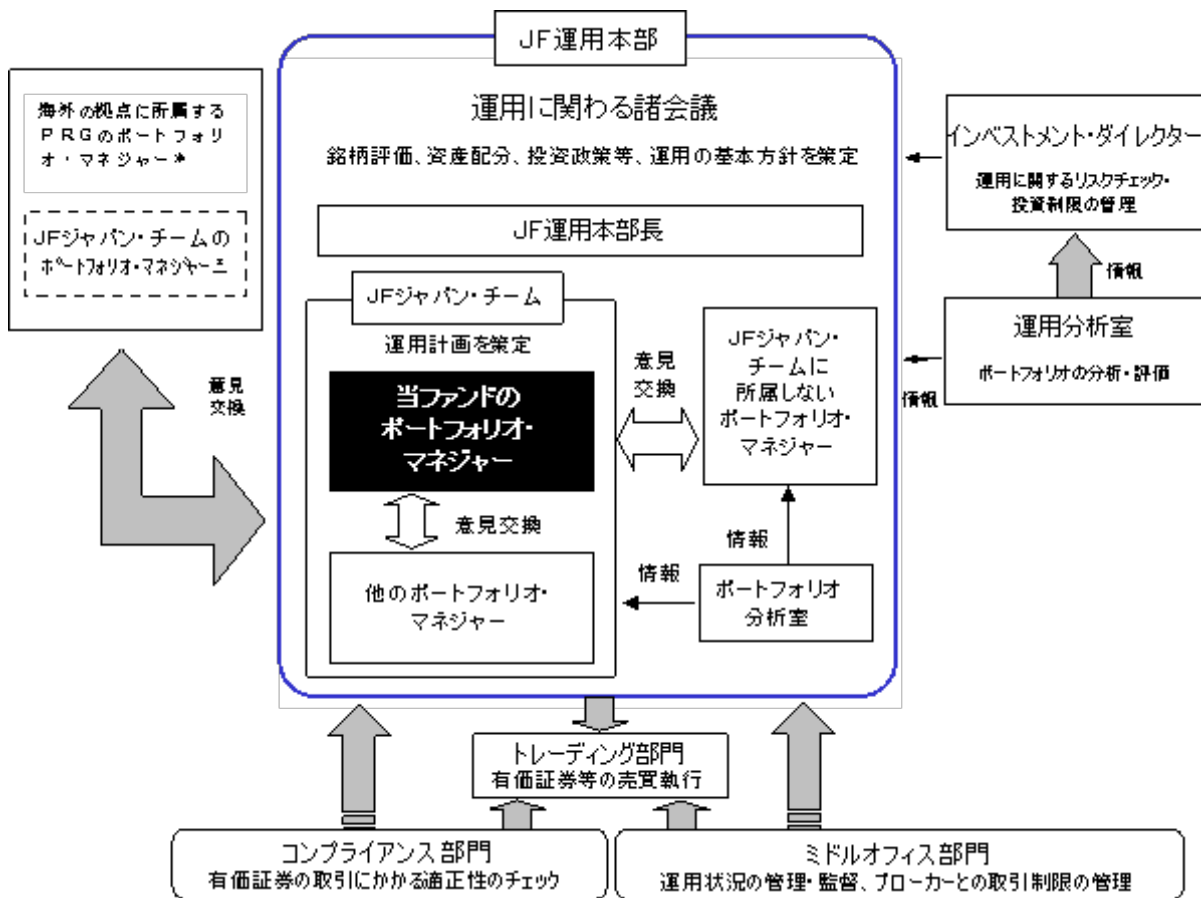 JF運用本部
海外の拠点に所属する
PRGのポートフォリ
オ・マネジャー*
JFジャパン・チームの
ポートフォリオ・マネジャー*
意見
交換
運用に関わる諸会議
銘柄評価、資産配分、投資政策等、運用の基本方針を策定
JF運用本部長
JFジャパン・チーム
運用計画を策定
当ファンドの
ポートフォリオ・
マネジャー
意見交換
他のポートフォリオ・
マネジャー
意見
交換
JFジャパン・
チームに
所属しない
ポートフォリオ・
マネジャー
情報
情報
ポートフォリオ
分析室
インベストメント・ダイレクター
運用に関するリスクチェック・
投資制限の管理
情報
運用分析室
ポートフォリオの分析・評価
情報
トレーディング部門
有価証券等の売買執行
コンプライアンス部門
有価証券の取引にかかる適正性のチェック
ミドルオフィス部門
運用状況の管理・監督、ブローカーとの取引制限の管理